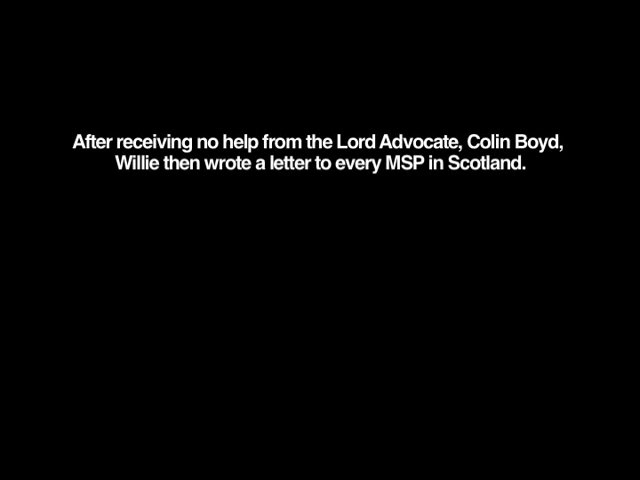 After receiving no help from the Lord Advocate, Colin Boyd,
Willie then wrote a letter to every MSP in Scotland.